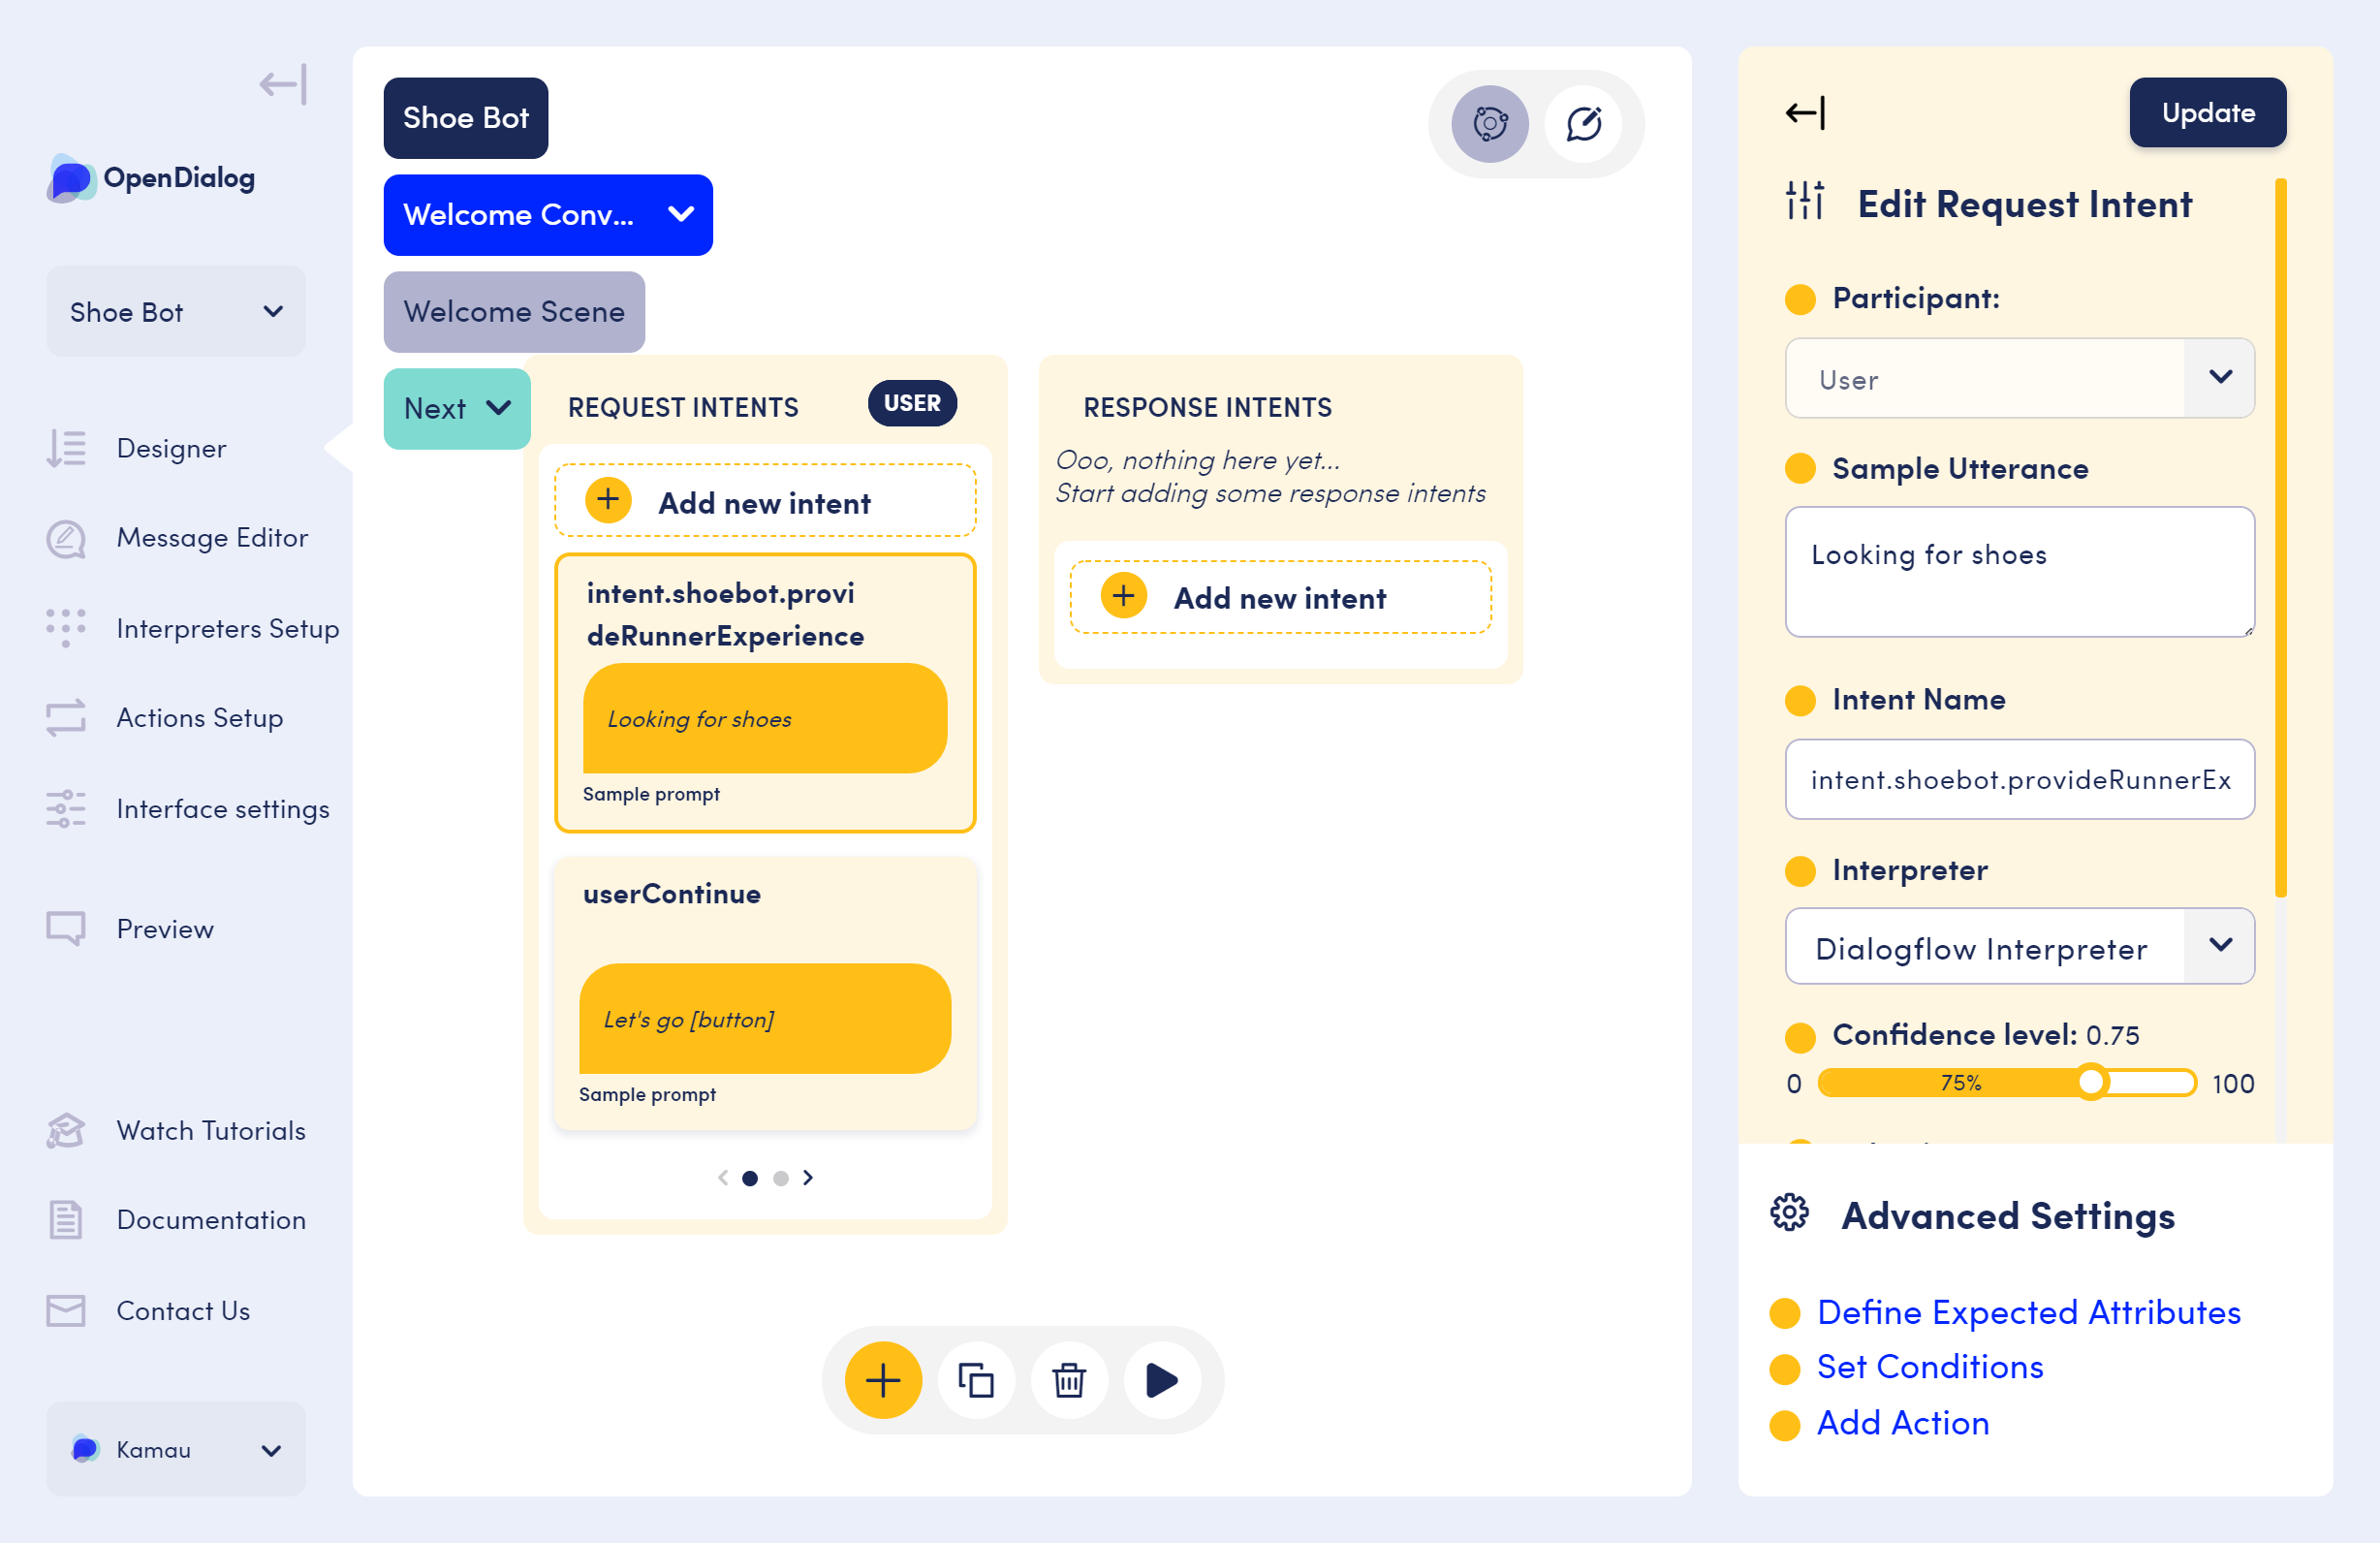 OpenDialog
Shoe Bot
Designer
Message Editor
Interpreters Setup
Actions Setup
Interface settings
Preview
Watch Tutorials
Documentation
Contact Us
Kamau
Shoe Bot
Welcome Conv...
Welcome Scene
Next
REQUEST INTENTS
USER
Add new intent
intent.shoebot.provi
deRunnerExperience
Looking for shoes
Sample prompt
userContinue
Let's go [button]
Sample prompt
RESPONSE INTENTS
Ooo, nothing here yet...
Start adding some response intents
Add new intent
Update
Edit Request Intent
Participant:
User
Sample Utterance
Looking for shoes
Intent Name
intent.shoebot.provideRunnerEx
Interpreter
Dialogflow Interpreter
Confidence level: 0.75
0 75% 100
Advanced Settings
Define Expected Attributes
Set Conditions
Add Action